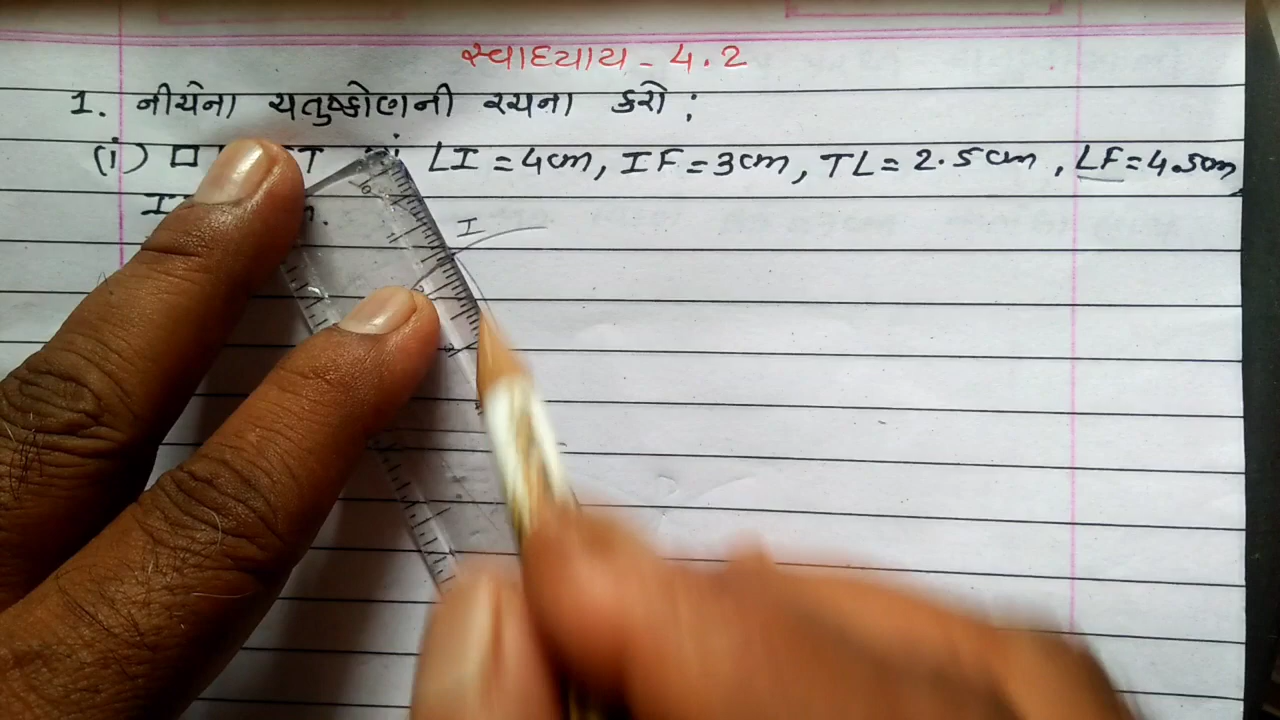 સ્વાધ્યાય - 4.2
1. નીચેના ચતુષ્કોણની રચના કરો :
(i) □ T માં LI = 4cm, IF = 3cm, TL = 2.5cm, LF = 4.5cm,
I
I